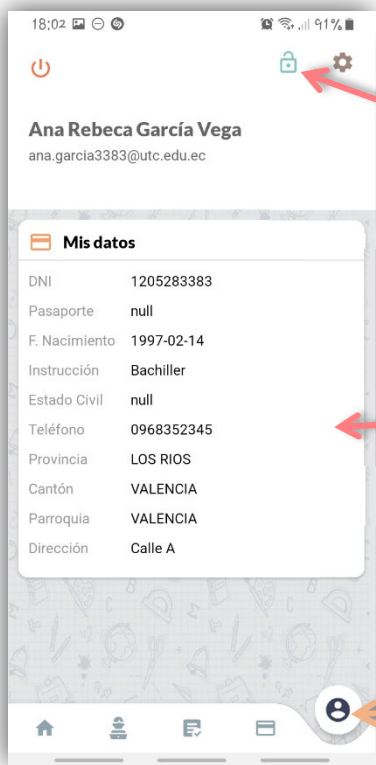 18:02 91%
Ana Rebeca García Vega
ana.garcia3383@utc.edu.ec
Mis datos
DNI 1205283383
Pasaporte null
F. Nacimiento 1997-02-14
Instrucción Bachiller
Estado Civil null
Teléfono 0968352345
Provincia LOS RIOS
Cantón VALENCIA
Parroquia VALENCIA
Dirección Calle A